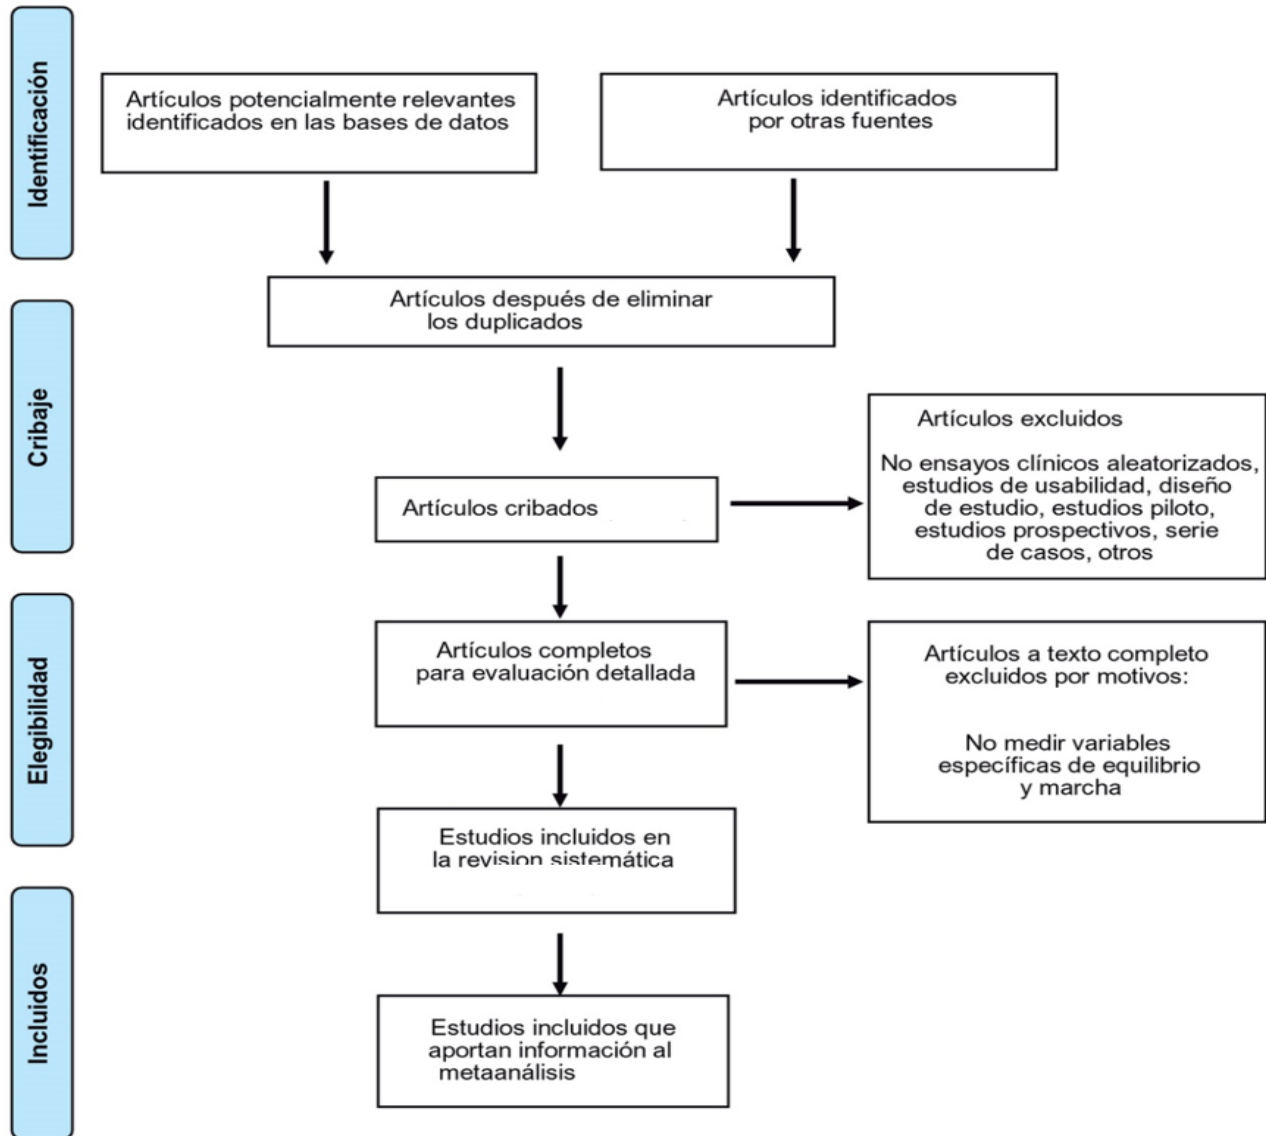 Identificación
Artículos potencialmente relevantes
identificados en las bases de datos
Artículos identificados
por otras fuentes
Artículos después de eliminar
los duplicados
Cribaje
Artículos cribados
Artículos excluidos
No ensayos clínicos aleatorizados,
estudios de usabilidad, diseño
de estudio, estudios piloto,
estudios prospectivos, serie
de casos, otros
Elegibilidad
Artículos completos
para evaluación detallada
Artículos a texto completo
excluidos por motivos:
No medir variables
específicas de equilibrio
y marcha
Estudios incluidos en
la revision sistemática
Incluidos
Estudios incluidos que
aportan información al
metaanálisis